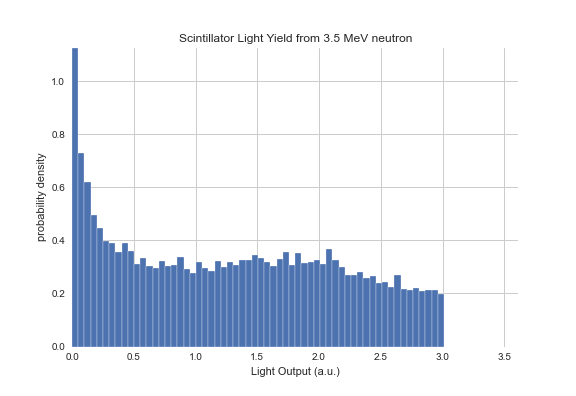 Scintillator Light Yield from 3.5 MeV neutron
probability density
1.0
0.8
0.6
0.4
0.2
0.0
0.0 0.5 1.0 1.5 2.0 2.5 3.0 3.5
Light Output (a.u.)